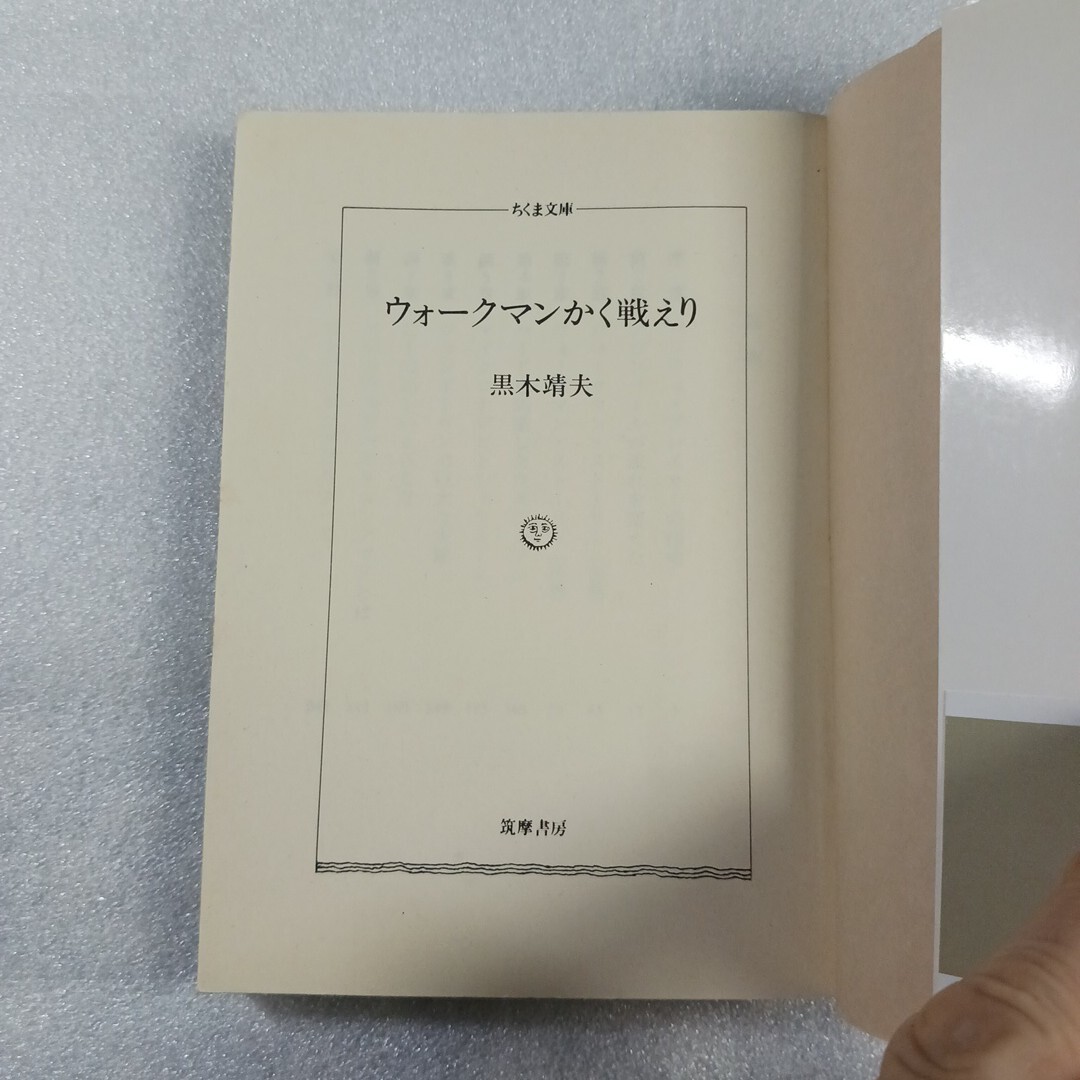 ちくま文庫
ウォークマンかく戦えり
黒木靖夫
筑摩書房